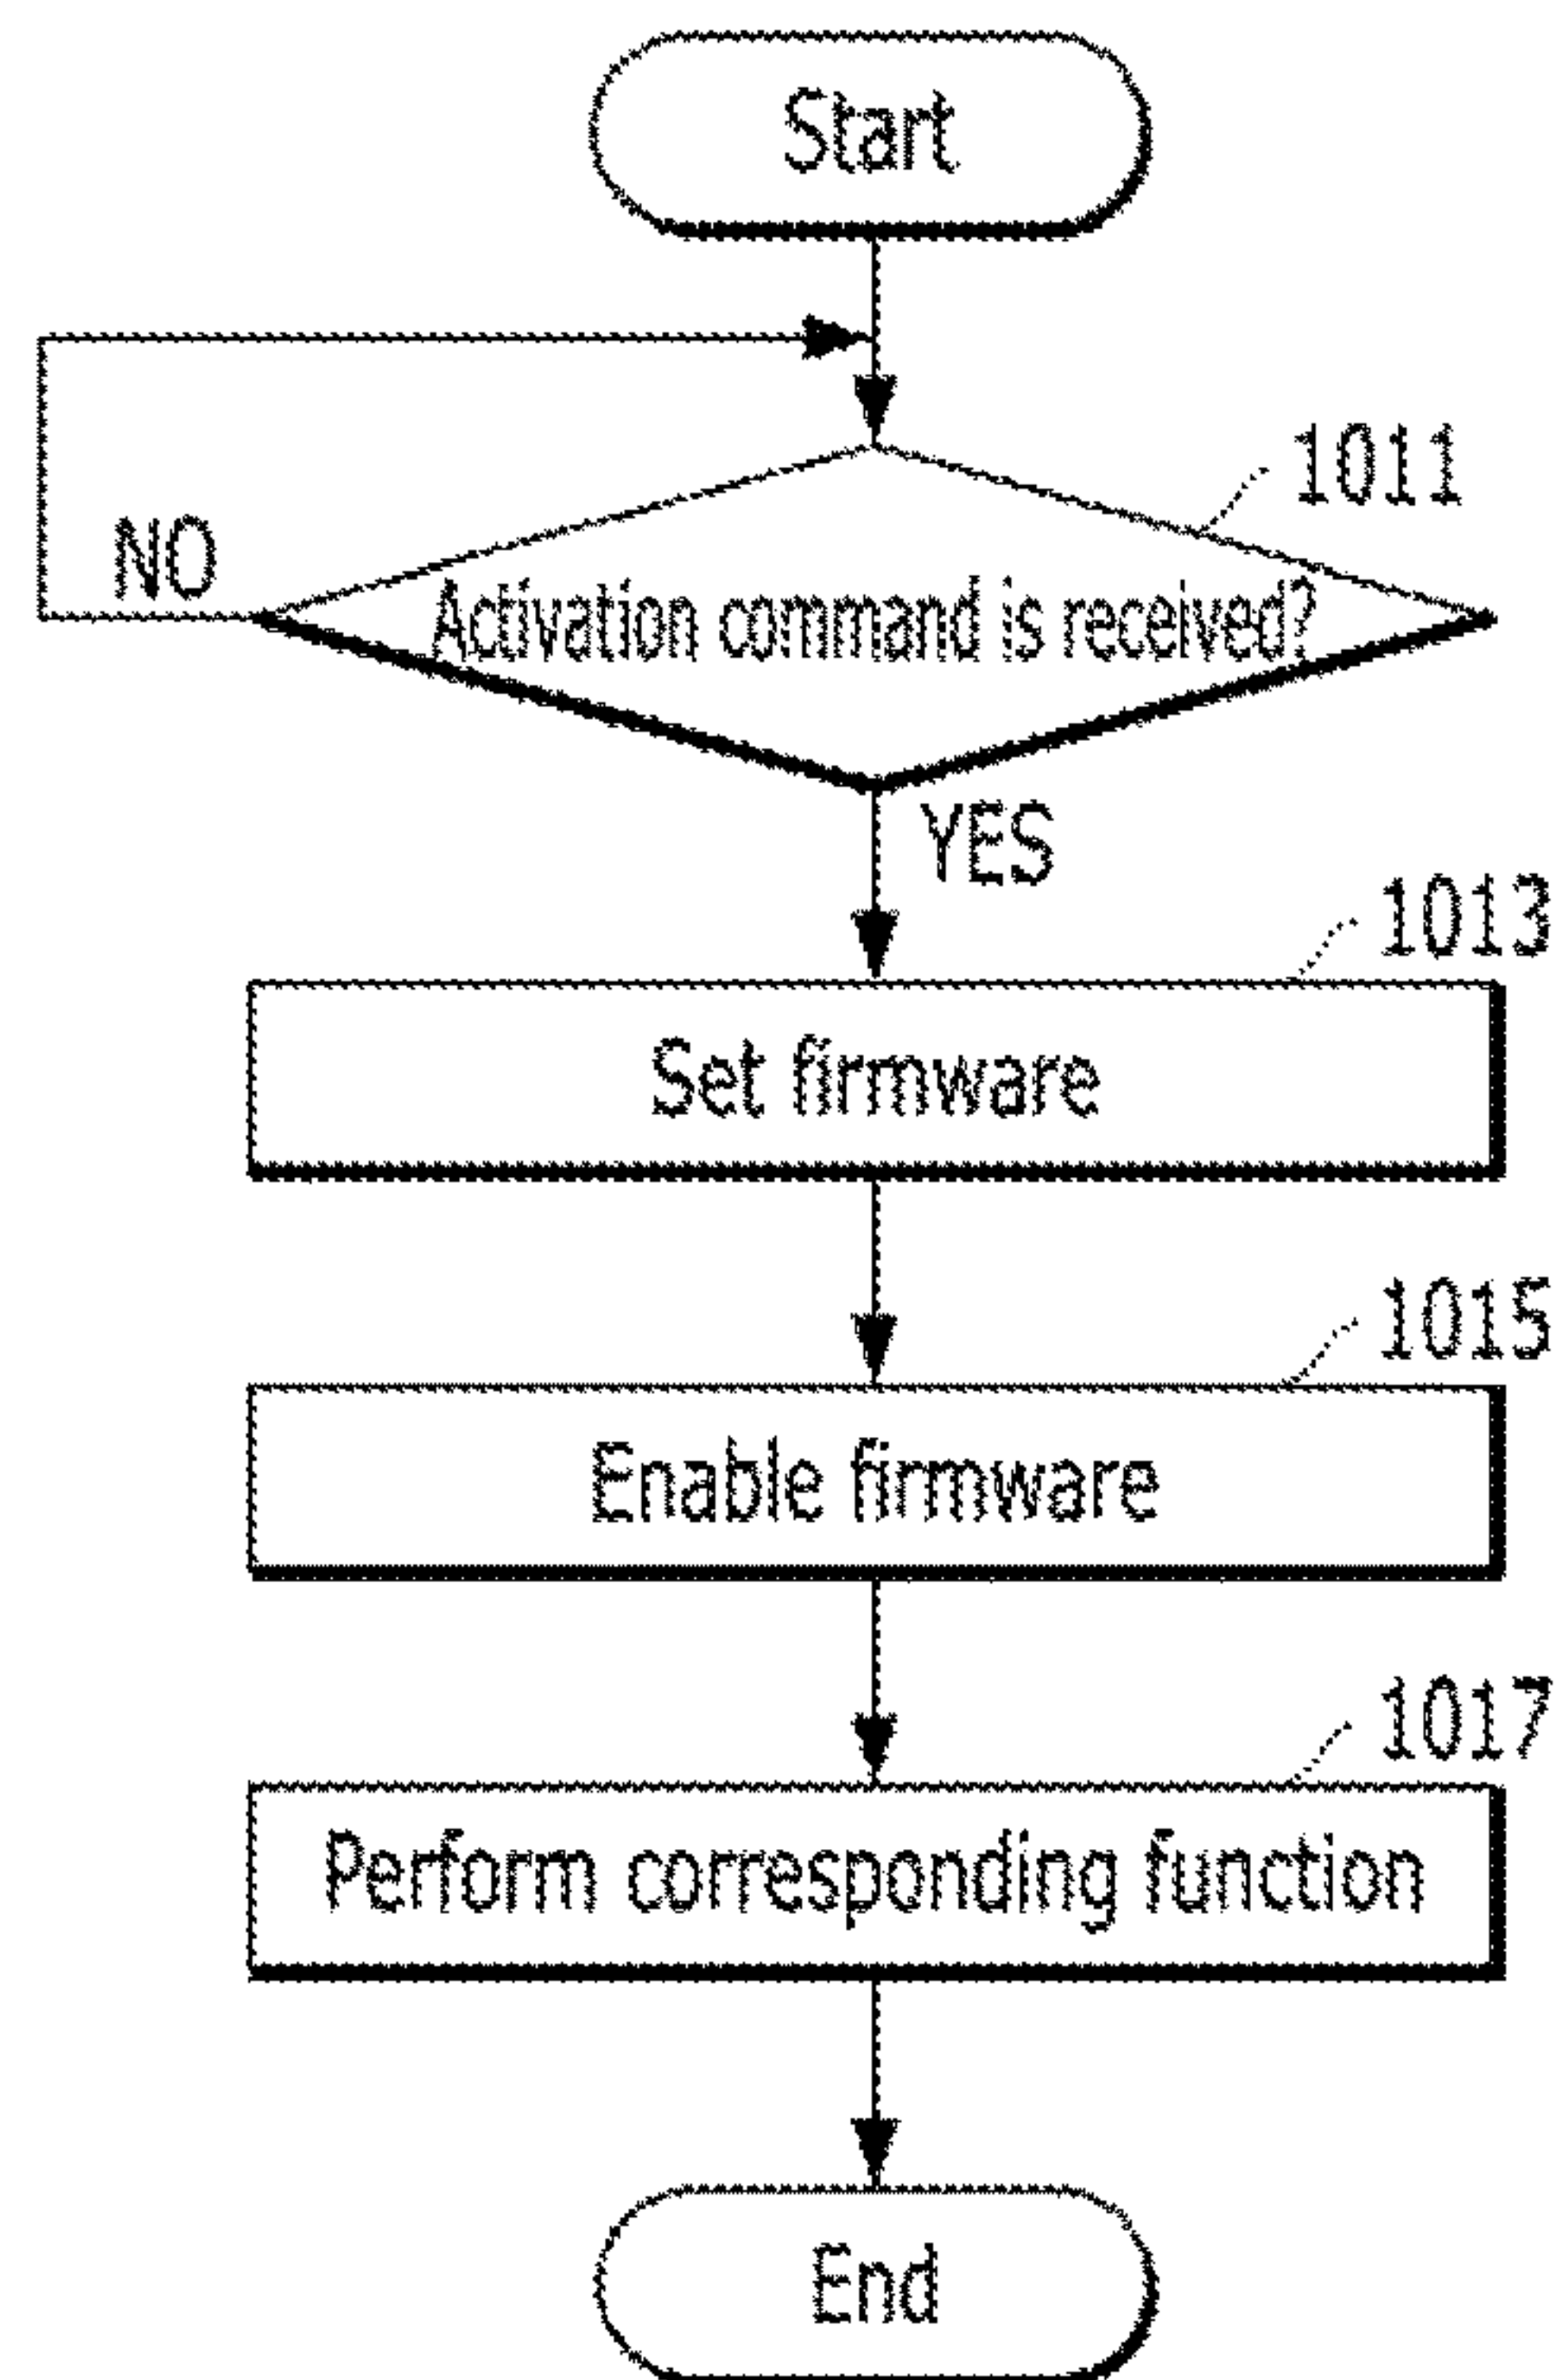 Start
1011
NO
Activation command is received?
YES
1013
Set firmware
1015
Enable firmware
1017
Perform corresponding function
End